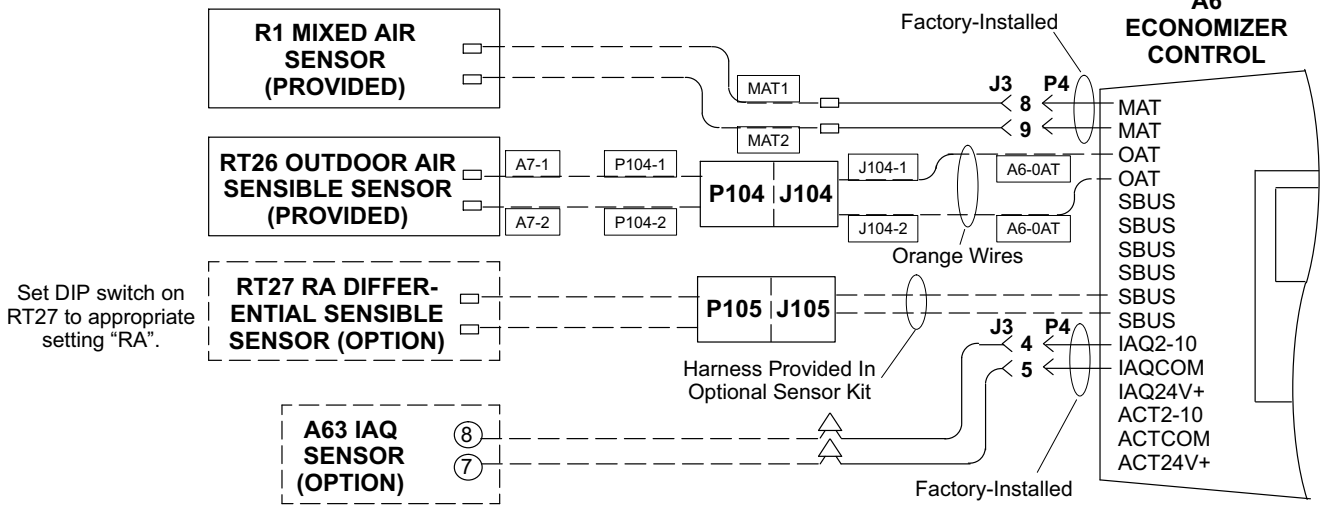 A6
ECONOMIZER
CONTROL
Factory-Installed
R1 MIXED AIR
SENSOR
(PROVIDED)
MAT1
MAT2
J3 P4
8
9
MAT
MAT
OAT
OAT
SBUS
SBUS
SBUS
SBUS
SBUS
SBUS
IAQ2-10
IAQCOM
IAQ24V+
ACT2-10
ACTCOM
ACT24V+
RT26 OUTDOOR AIR
SENSIBLE SENSOR
(PROVIDED)
A7-1
P104-1
A7-2
P104-2
P104 J104
J104-1
J104-2
A6-0AT
A6-0AT
Orange Wires
Set DIP switch on
RT27 to appropriate
setting “RA”.
RT27 RA DIFFER-
ENTIAL SENSIBLE
SENSOR (OPTION)
P105 J105
Harness Provided In
Optional Sensor Kit
J3 P4
4
5
A63 IAQ
SENSOR
(OPTION)
8
7
Factory-Installed